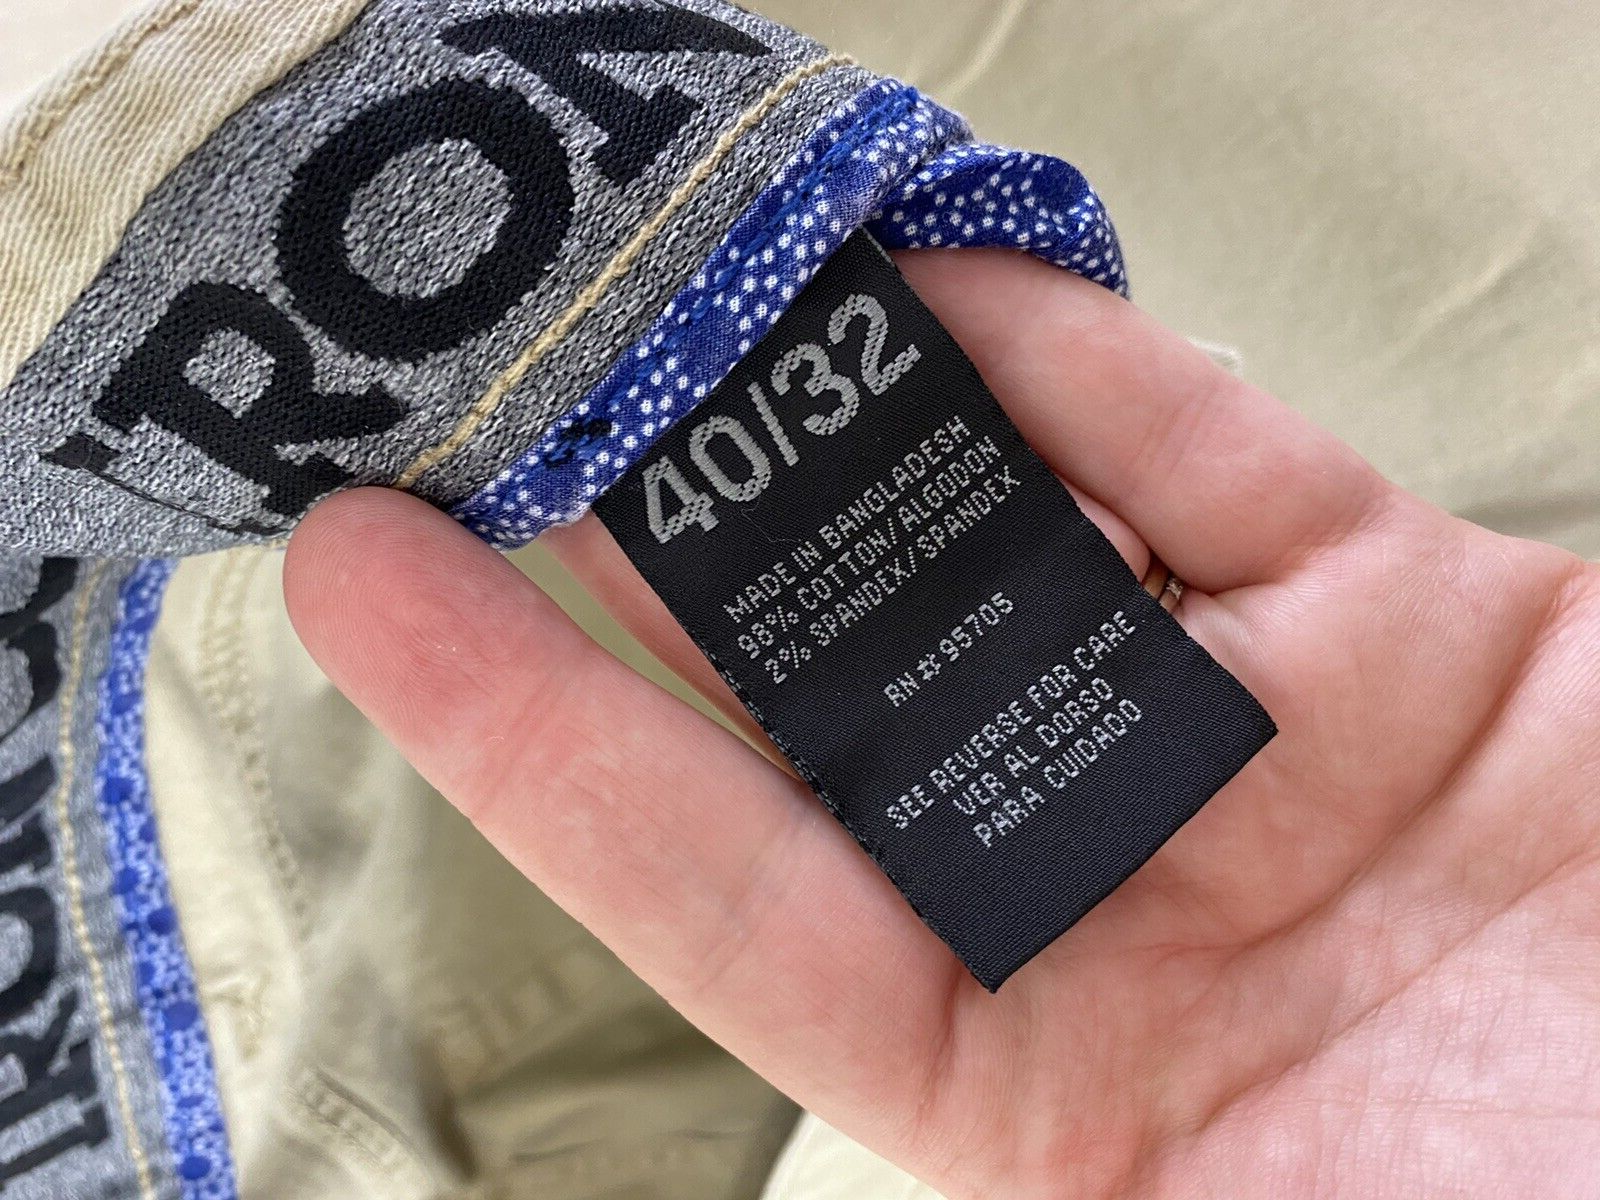 'RON
40/32
MADE IN BANGLADESH
98% COTTON/ALGODON
2% SPANDEX/SPANDEX
RN# 95705
SEE REVERSE FOR CARE
VER AL DORSO
PARA CUIDADO